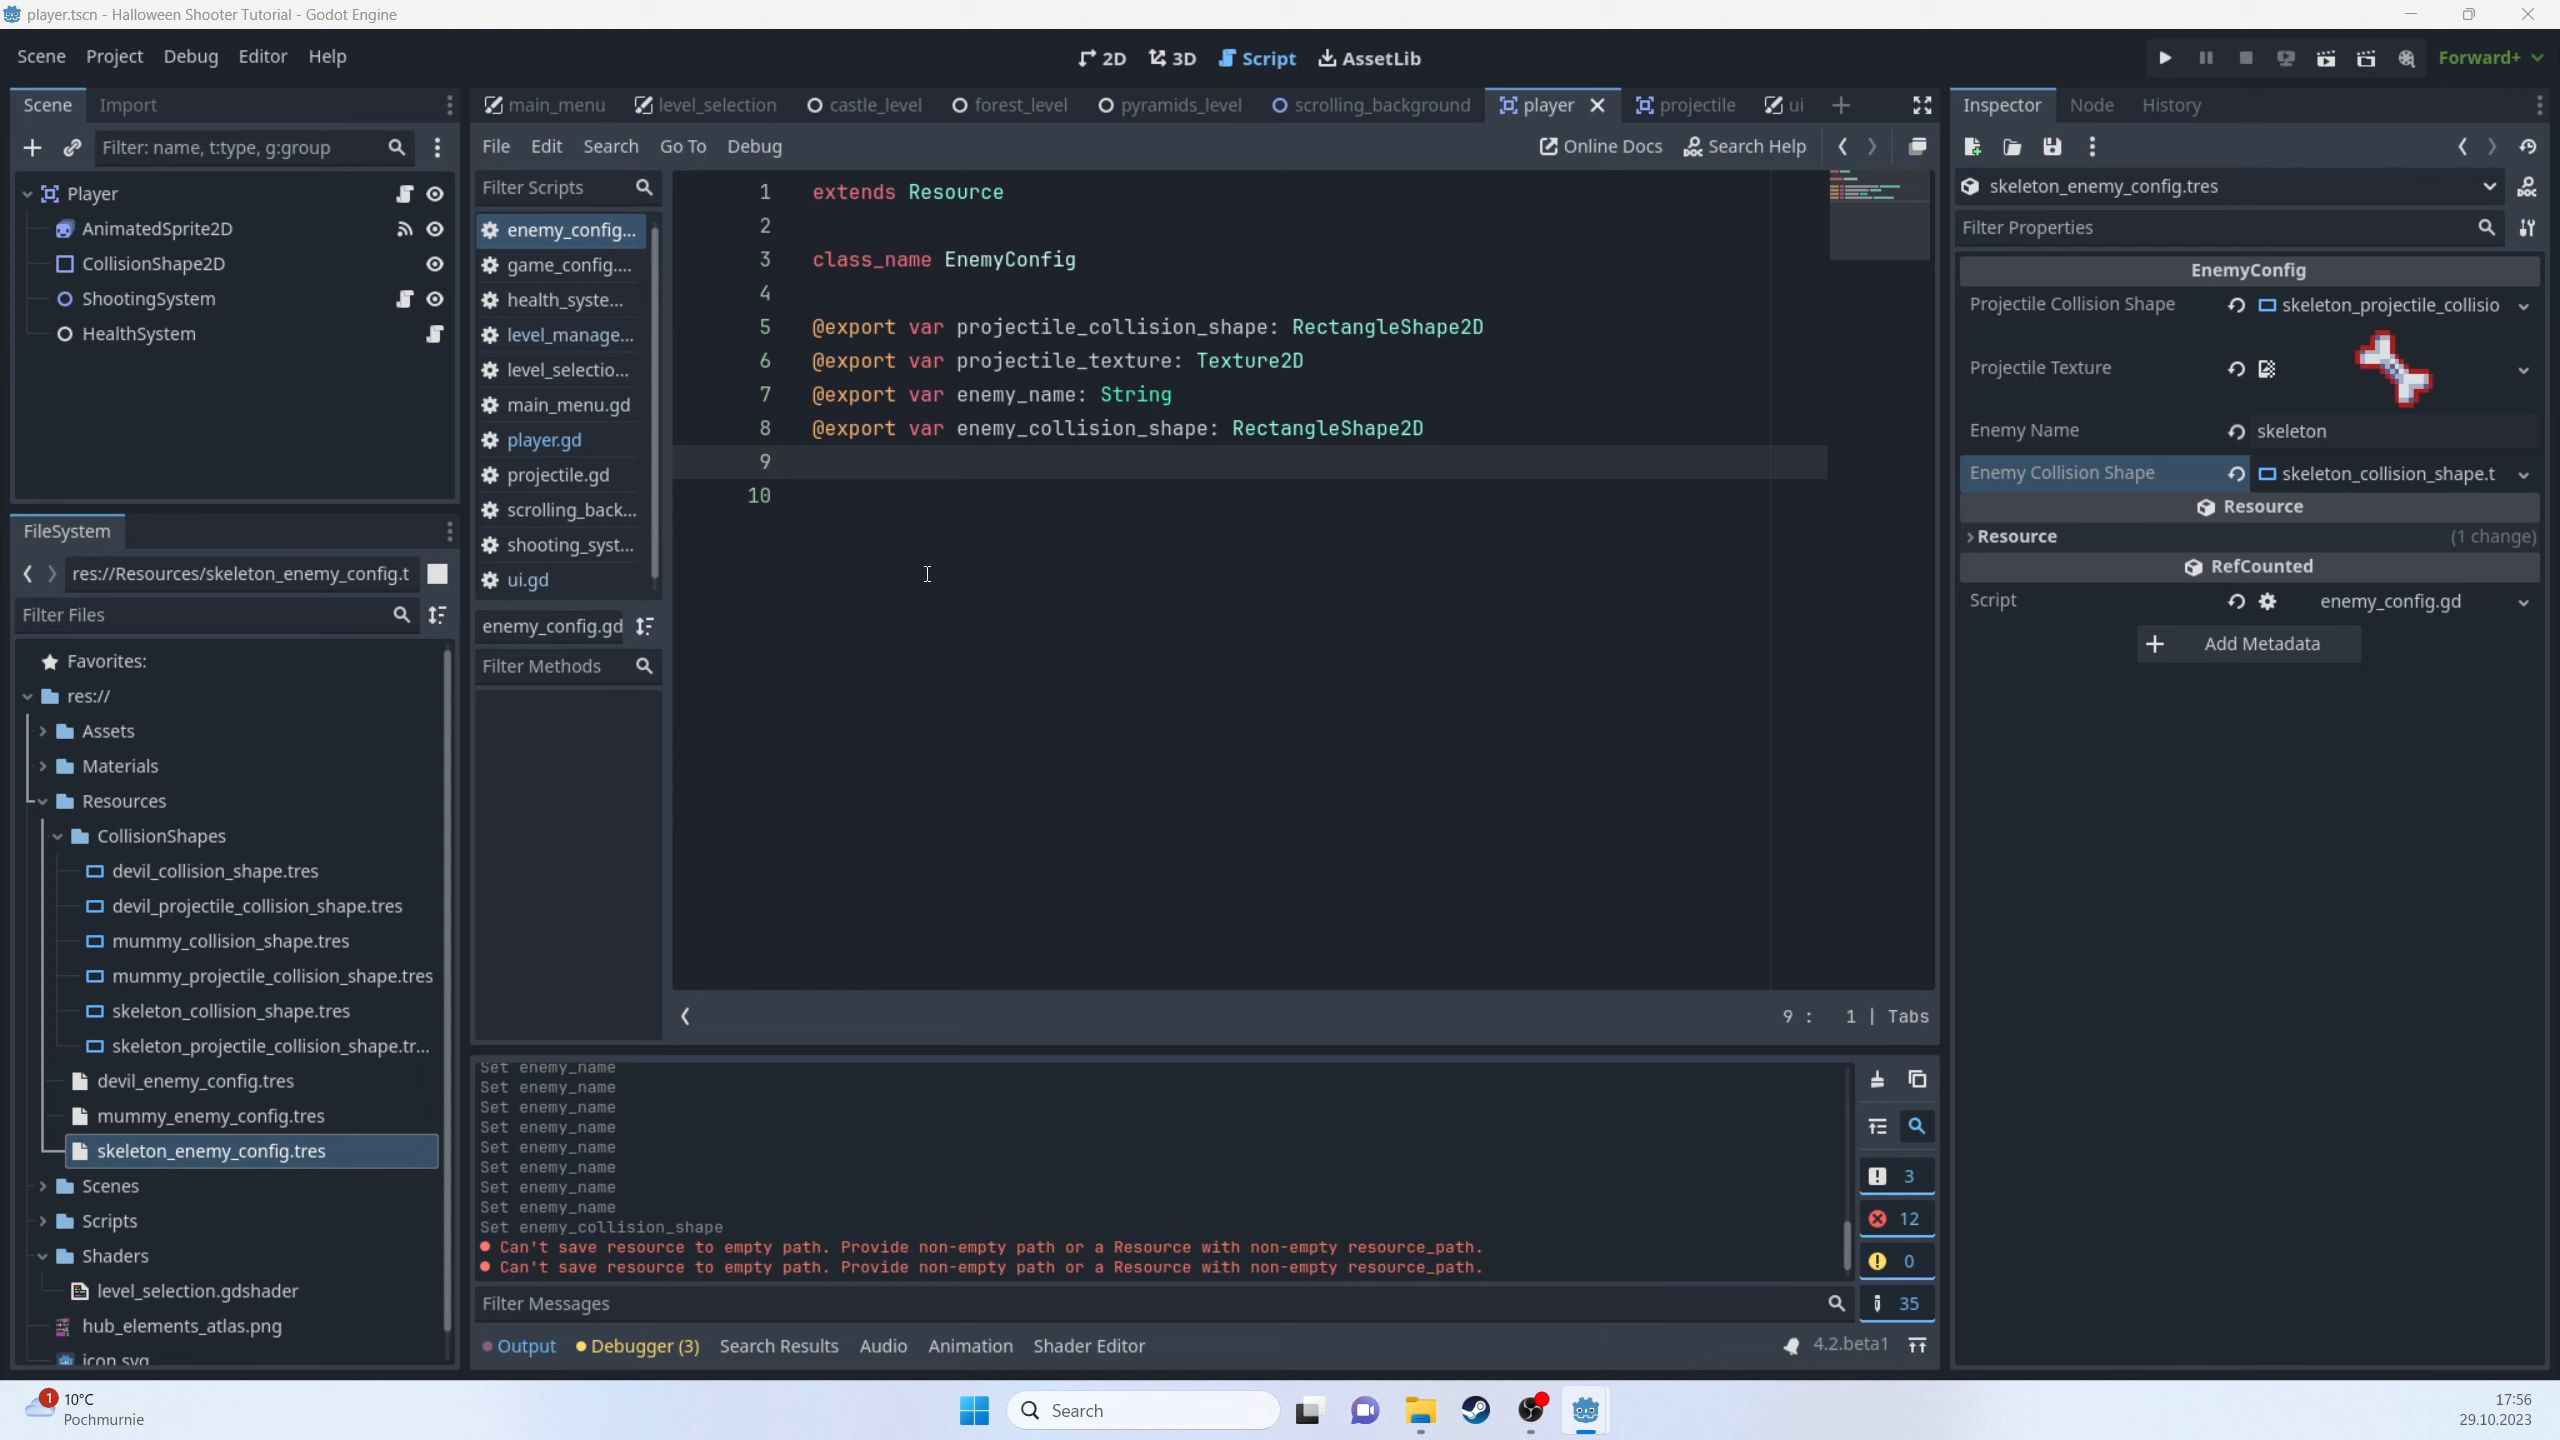 player.tscn - Halloween Shooter Tutorial - Godot Engine
Scene Project Debug Editor Help
2D 3D Script AssetLib
Forward+
Scene Import
main_menu level_selection castle_level forest_level pyramids_level scrolling_background player projectile ui
Inspector Node History
Filter: name, t:type, g:group
File Edit Search Go To Debug
Online Docs Search Help
Player
AnimatedSprite2D
CollisionShape2D
ShootingSystem
HealthSystem
FileSystem
res://Resources/skeleton_enemy_config.t
Filter Files
Favorites:
res://
Assets
Materials
Resources
CollisionShapes
devil_collision_shape.tres
devil_projectile_collision_shape.tres
mummy_collision_shape.tres
mummy_projectile_collision_shape.tres
skeleton_collision_shape.tres
skeleton_projectile_collision_shape.tr...
devil_enemy_config.tres
mummy_enemy_config.tres
skeleton_enemy_config.tres
Scenes
Scripts
Shaders
level_selection.gdshader
hub_elements_atlas.png
icon.svg
Filter Scripts
enemy_config...
game_config....
health_syste...
level_manage...
level_selectio...
main_menu.gd
player.gd
projectile.gd
scrolling_back...
shooting_syst...
ui.gd
enemy_config.gd
Filter Methods
1 extends Resource
2
3 class_name EnemyConfig
4
5 @export var projectile_collision_shape: RectangleShape2D
6 @export var projectile_texture: Texture2D
7 @export var enemy_name: String
8 @export var enemy_collision_shape: RectangleShape2D
9
10
9 : 1 | Tabs
Set enemy_name
Set enemy_name
Set enemy_name
Set enemy_name
Set enemy_name
Set enemy_name
Set enemy_name
Set enemy_name
Set enemy_collision_shape
Can't save resource to empty path. Provide non-empty path or a Resource with non-empty resource_path.
Can't save resource to empty path. Provide non-empty path or a Resource with non-empty resource_path.
3
12
0
35
Filter Messages
Output Debugger (3) Search Results Audio Animation Shader Editor
4.2.beta1
skeleton_enemy_config.tres
Filter Properties
EnemyConfig
Projectile Collision Shape skeleton_projectile_collisio
Projectile Texture
Enemy Name skeleton
Enemy Collision Shape skeleton_collision_shape.t
Resource
Resource (1 change)
RefCounted
Script enemy_config.gd
Add Metadata
1
10°C
Pochmurnie
Search
17:56
29.10.2023